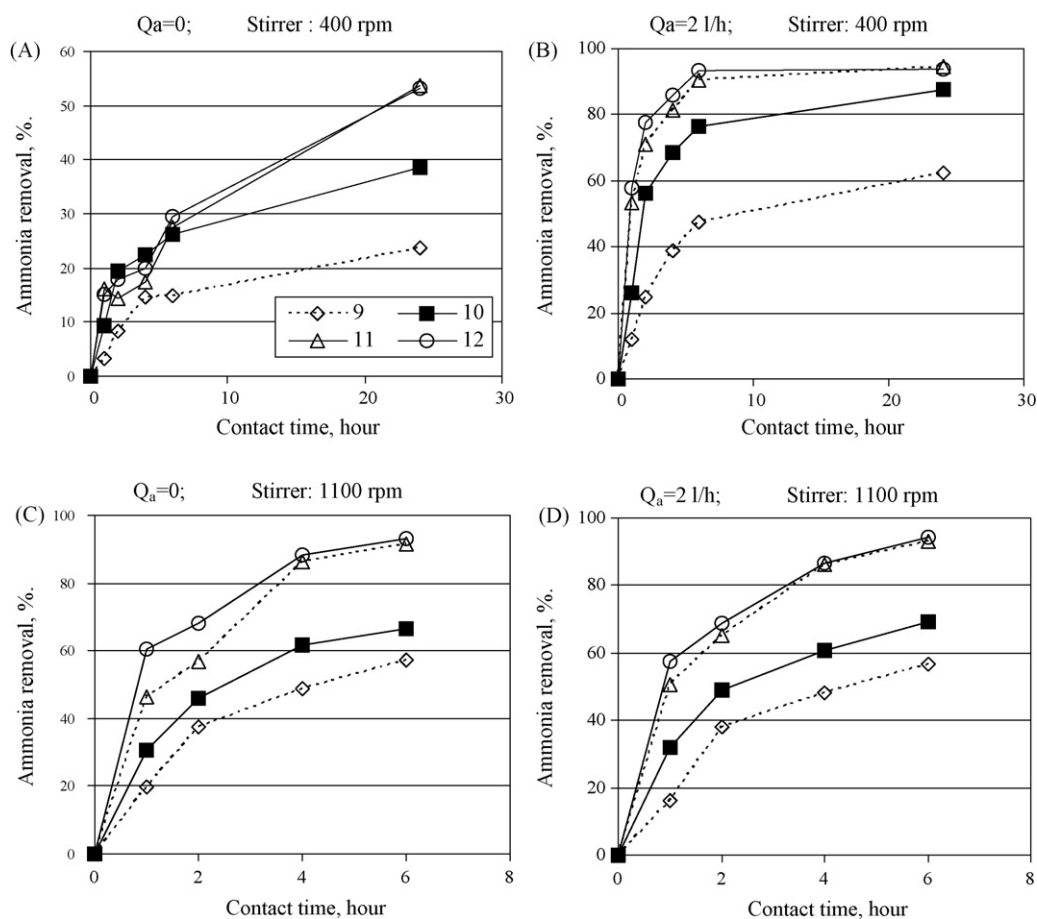 Qa=0; Stirrer : 400 rpm
(A)
60
50
40
30
20
10
0
Ammonia removal, %.
9 10
11 12
0 10 20 30
Contact time, hour
Qa=2 l/h; Stirrer: 400 rpm
(B)
100
80
60
40
20
0
Ammonia removal, %.
0 10 20 30
Contact time, hour
Qa=0; Stirrer: 1100 rpm
(C)
100
80
60
40
20
0
Ammonia removal, %.
0 2 4 6 8
Contact time, hour
Qa=2 l/h; Stirrer: 1100 rpm
(D)
100
80
60
40
20
0
Ammonia removal, %.
0 2 4 6 8
Contact time, hour